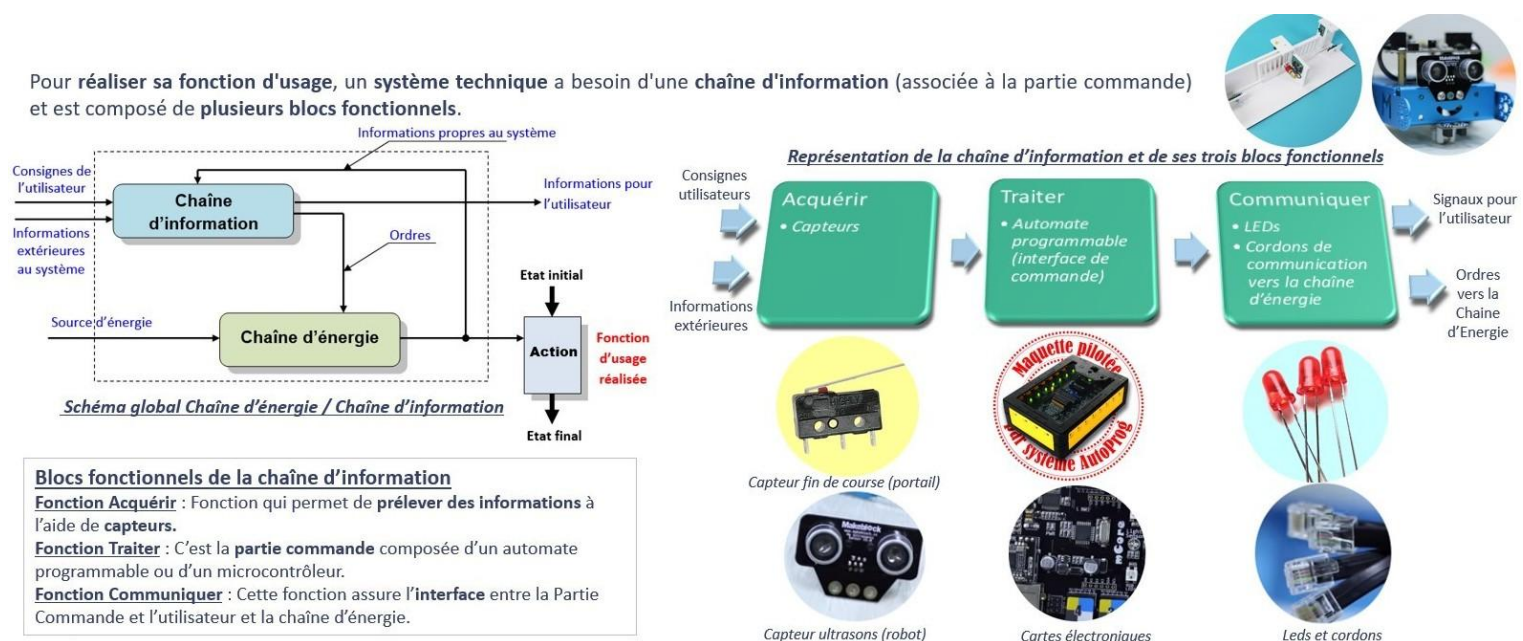 Pour réaliser sa fonction d'usage, un système technique a besoin d'une chaîne d'information (associée à la partie commande)
et est composé de plusieurs blocs fonctionnels.
Informations propres au système
Consignes de
l'utilisateur
Chaîne
d'information
Informations pour
l'utilisateur
Informations
extérieures
au système
Ordres
Etat initial
Source d'énergie
Chaîne d'énergie
Action
Fonction
d'usage
réalisée
Schéma global Chaîne d'énergie / Chaîne d'information
Etat final
Blocs fonctionnels de la chaîne d'information
Fonction Acquérir : Fonction qui permet de prélever des informations à
l'aide de capteurs.
Fonction Traiter : C'est la partie commande composée d'un automate
programmable ou d'un microcontrôleur.
Fonction Communiquer : Cette fonction assure l'interface entre la Partie
Commande et l'utilisateur et la chaîne d'énergie.
Représentation de la chaîne d'information et de ses trois blocs fonctionnels
Consignes
utilisateurs
Informations
extérieures
Acquérir
• Capteurs
Traiter
• Automate
programmable
(interface de
commande)
Communiquer
• LEDs
• Cordons de
communication
vers la chaîne
d'énergie
Signaux pour
l'utilisateur
Ordres
vers la
Chaine
d'Energie
Capteur fin de course (portail)
Maquette pilotée
par système AutoProg
Makeblock
Capteur ultrasons (robot)
mCore
Cartes électroniques
Leds et cordons